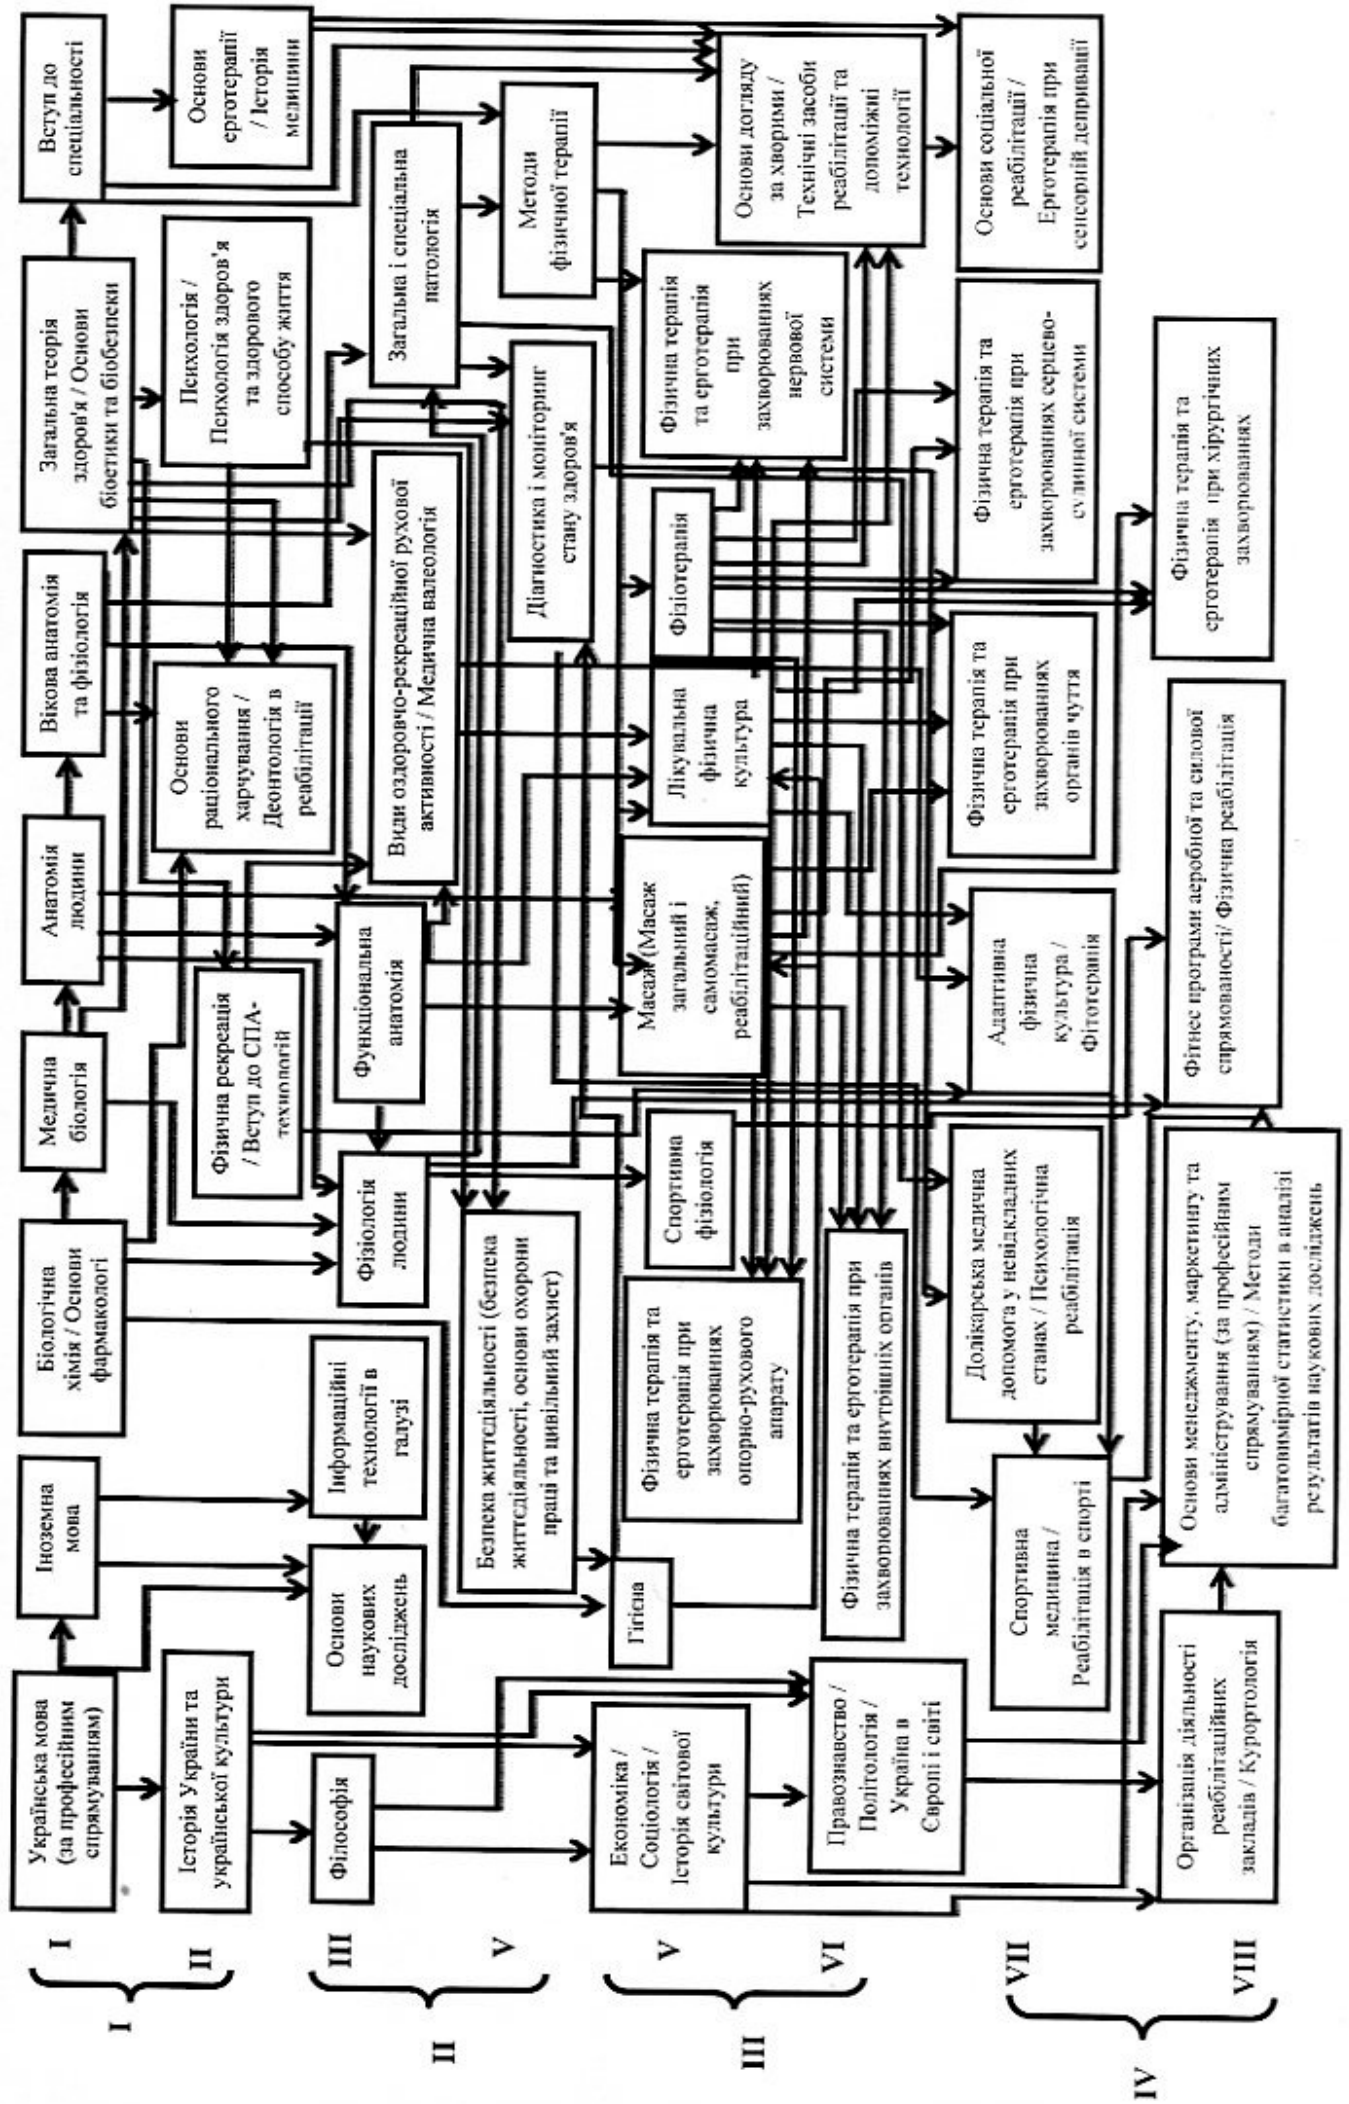 I
I
II
Українська мова
(за професійним
спрямуванням)
Іноземна
мова
Біологічна
хімія / Основи
фармакології
Медична
біологія
Анатомія
людини
Вікова анатомія
та фізіологія
Загальна теорія
здоров'я / Основи
біоетики та біобезпеки
Вступ до
спеціальності
Історія України та
української культури
Фізична рекреація
/ Вступ до СПА-
технологій
Основи
раціонального
харчування /
Деонтологія в
реабілітації
Психологія /
Психологія здоров'я
та здорового
способу життя
Основи
ерготерапії
/ Історія
медицини
II
III
V
Філософія
Основи
наукових
досліджень
Інформаційні
технології в
галузі
Фізіологія
людини
Функціональна
анатомія
Види оздоровчо-рекреаційної рухової
активності / Медична валеологія
Загальна і спеціальна
патологія
Безпека життєдіяльності (безпека
життєдіяльності, основи охорони
праці та цивільний захист)
Діагностика і моніторинг
стану здоров'я
Методи
фізичної терапії
III
V
VI
Економіка /
Соціологія /
Історія світової
культури
Гігієна
Фізична терапія та
ерготерапія при
захворюваннях
опорно-рухового
апарату
Спортивна
фізіологія
Масаж (Масаж
загальний і
самомасаж,
реабілітаційний)
Лікувальна
фізична
культура
Фізіотерапія
Фізична терапія
та ерготерапія
при
захворюваннях
нервової
системи
Основи догляду
за хворими /
Технічні засоби
реабілітації та
допоміжні
технології
Правознавство /
Політологія /
Україна в
Європі і світі
Фізична терапія та ерготерапія при
захворюваннях внутрішніх органів
IV
VII
VIII
Спортивна
медицина /
Реабілітація в спорті
Долікарська медична
допомога у невідкладних
станах / Психологічна
реабілітація
Адаптивна
фізична
культура /
Фітотерапія
Фізична терапія та
ерготерапія при
захворюваннях
органів чуття
Фізична терапія та
ерготерапія при
захворюваннях серцево-
судинної системи
Основи соціальної
реабілітації /
Ерготерапія при
сенсорній депривації
Організація діяльності
реабілітаційних
закладів / Курортологія
Основи менеджменту, маркетингу та
адміністрування (за професійним
спрямуванням) / Методи
багатовимірної статистики в аналізі
результатів наукових досліджень
Фітнес програми аеробної та силової
спрямованості/ Фізична реабілітація
Фізична терапія та
ерготерапія при хірургічних
захворюваннях